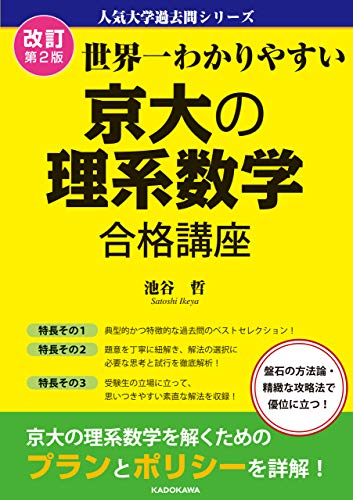 人気大学過去問シリーズ
改訂
第2版
世界一わかりやすい
京大の
理系数学
合格講座
池谷 哲
Satoshi Ikeya
特長その1 典型的かつ特徴的な過去問のベストセレクション!
特長その2 題意を丁寧に紐解き、解法の選択に
必要な思考と試行を徹底解析!
特長その3 受験生の立場に立って、
思いつきやすい素直な解法を収録!
盤石の方法論・
精緻な攻略法で
優位に立つ!
京大の理系数学を解くための
プランとポリシーを詳解!
KADOKAWA